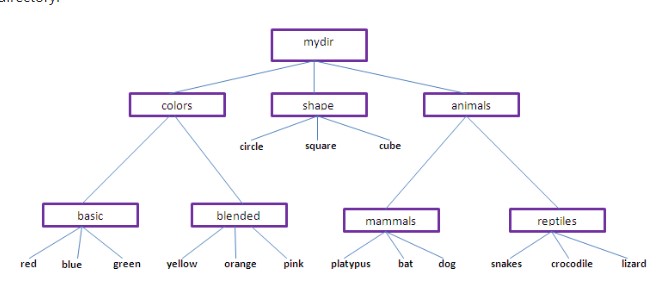 directory.
mydir
colors shape animals
circle square cube
basic blended mammals reptiles
red blue green yellow orange pink platypus bat dog snakes crocodile lizard